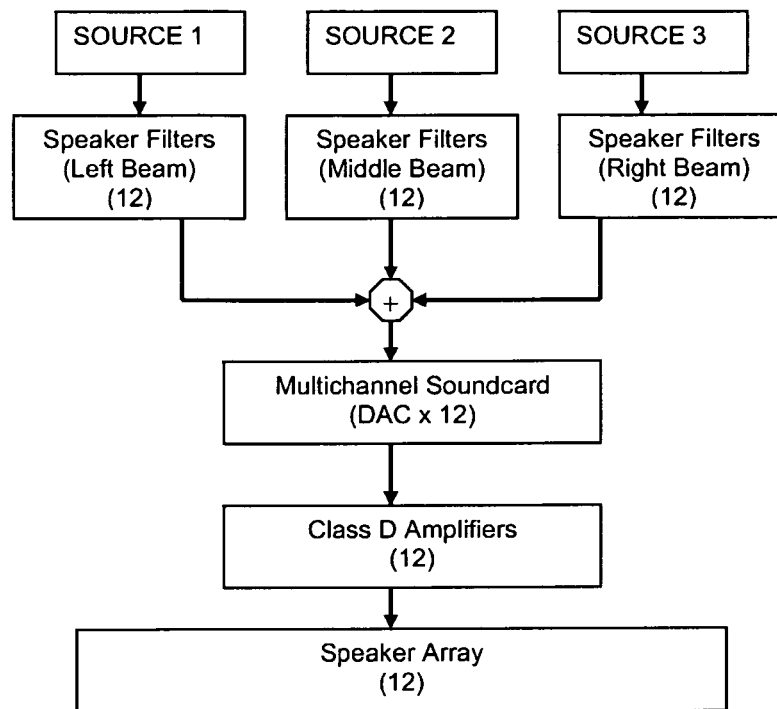 SOURCE 1
SOURCE 2
SOURCE 3
Speaker Filters
(Left Beam)
(12)
Speaker Filters
(Middle Beam)
(12)
Speaker Filters
(Right Beam)
(12)
+
Multichannel Soundcard
(DAC x 12)
Class D Amplifiers
(12)
Speaker Array
(12)